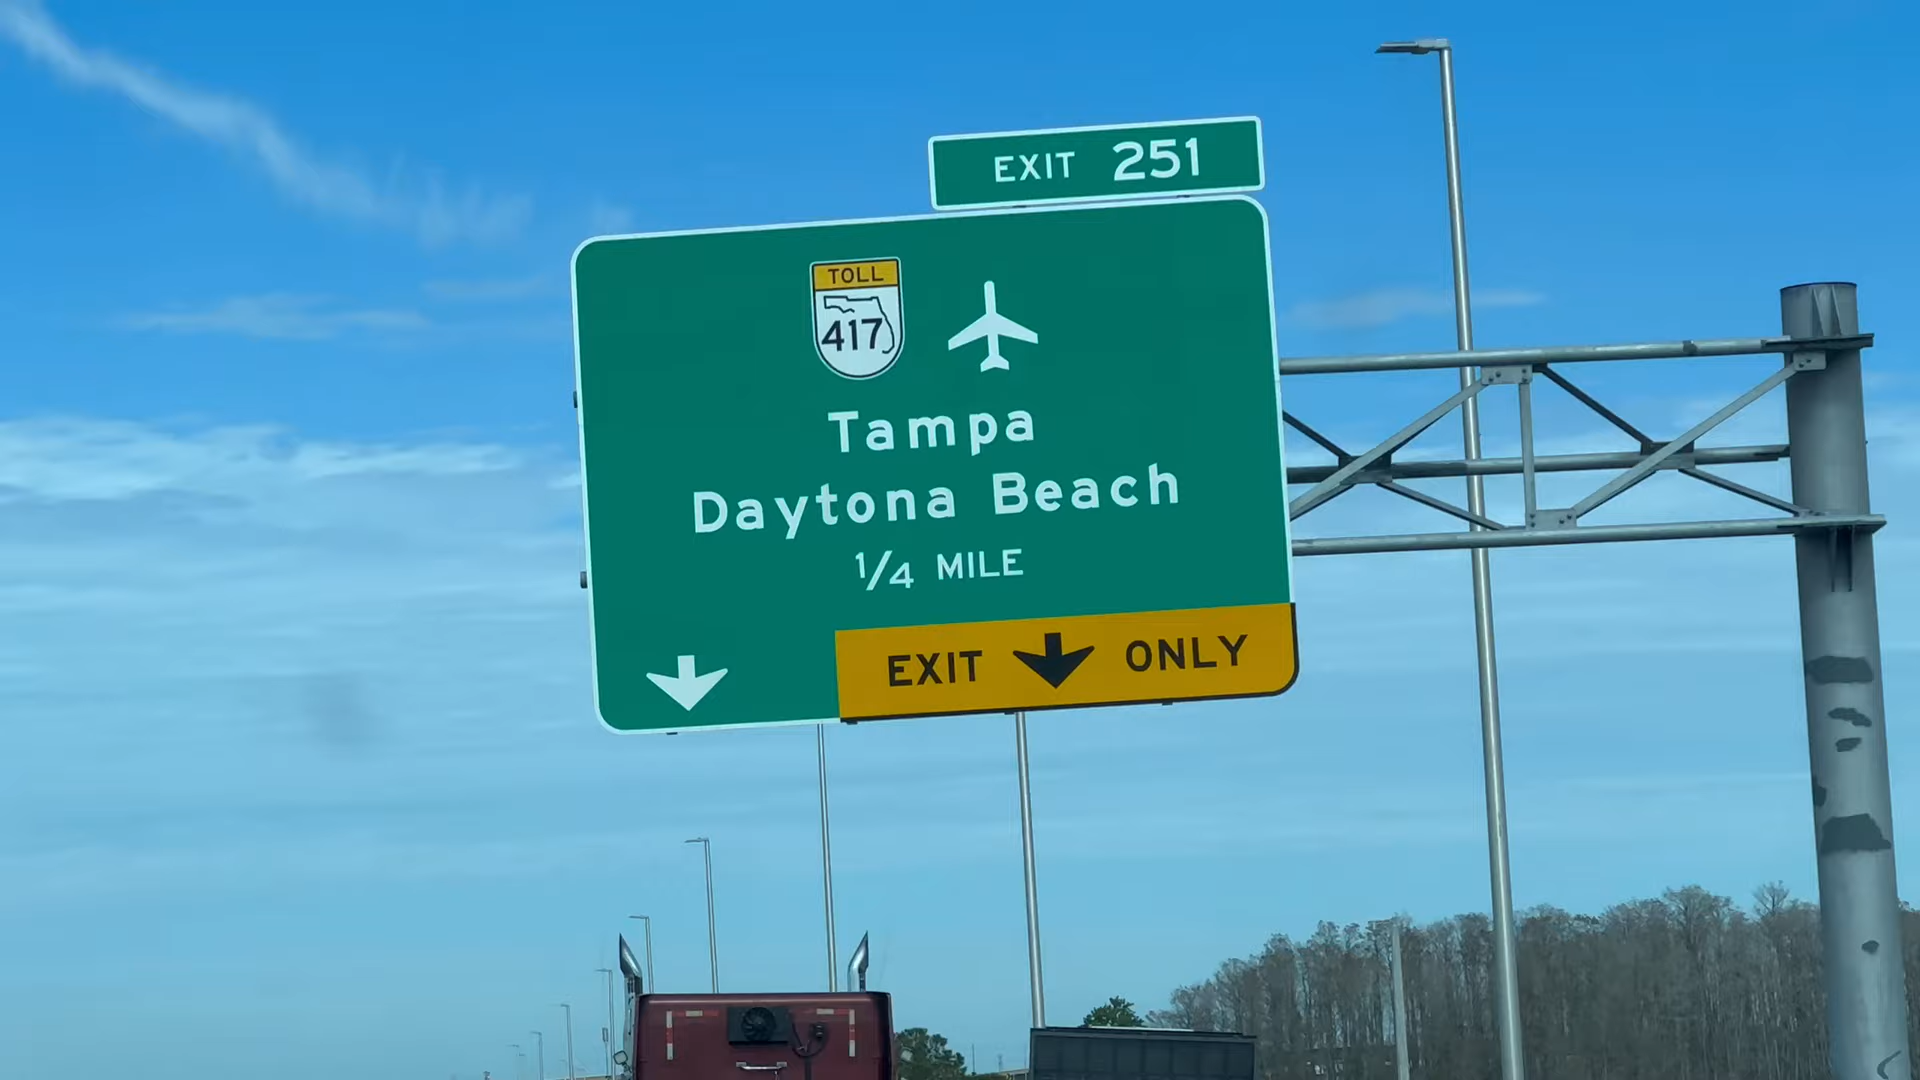 EXIT 251
TOLL
417
Tampa
Daytona Beach
1/4 MILE
EXIT ONLY